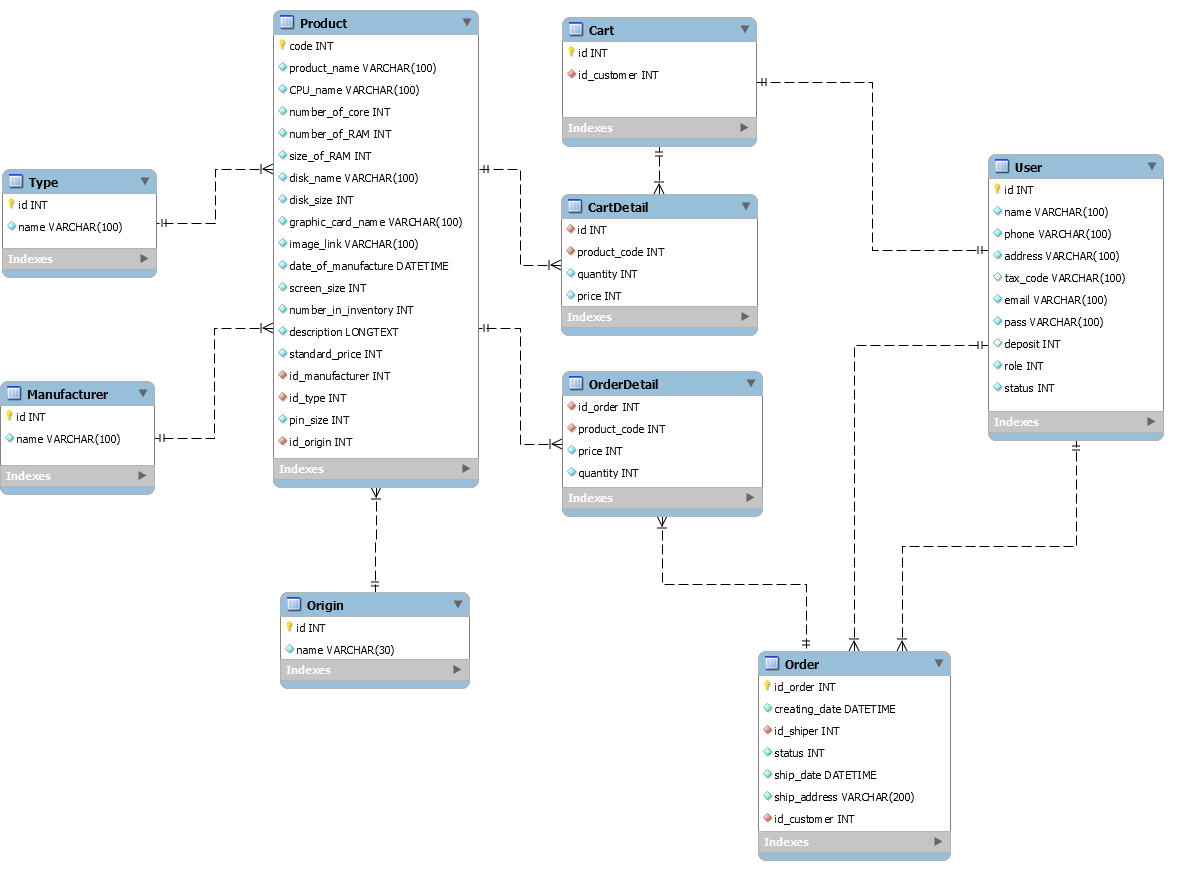 Product
code INT
product_name VARCHAR(100)
CPU_name VARCHAR(100)
number_of_core INT
number_of_RAM INT
size_of_RAM INT
disk_name VARCHAR(100)
disk_size INT
graphic_card_name VARCHAR(100)
image_link VARCHAR(100)
date_of_manufacture DATETIME
screen_size INT
number_in_inventory INT
description LONGTEXT
standard_price INT
id_manufacturer INT
id_type INT
pin_size INT
id_origin INT
Indexes
Cart
id INT
id_customer INT
Indexes
Type
id INT
name VARCHAR(100)
Indexes
CartDetail
id INT
product_code INT
quantity INT
price INT
Indexes
User
id INT
name VARCHAR(100)
phone VARCHAR(100)
address VARCHAR(100)
tax_code VARCHAR(100)
email VARCHAR(100)
pass VARCHAR(100)
deposit INT
role INT
status INT
Indexes
Manufacturer
id INT
name VARCHAR(100)
Indexes
OrderDetail
id_order INT
product_code INT
price INT
quantity INT
Indexes
Origin
id INT
name VARCHAR(30)
Indexes
Order
id_order INT
creating_date DATETIME
id_shiper INT
status INT
ship_date DATETIME
ship_address VARCHAR(200)
id_customer INT
Indexes